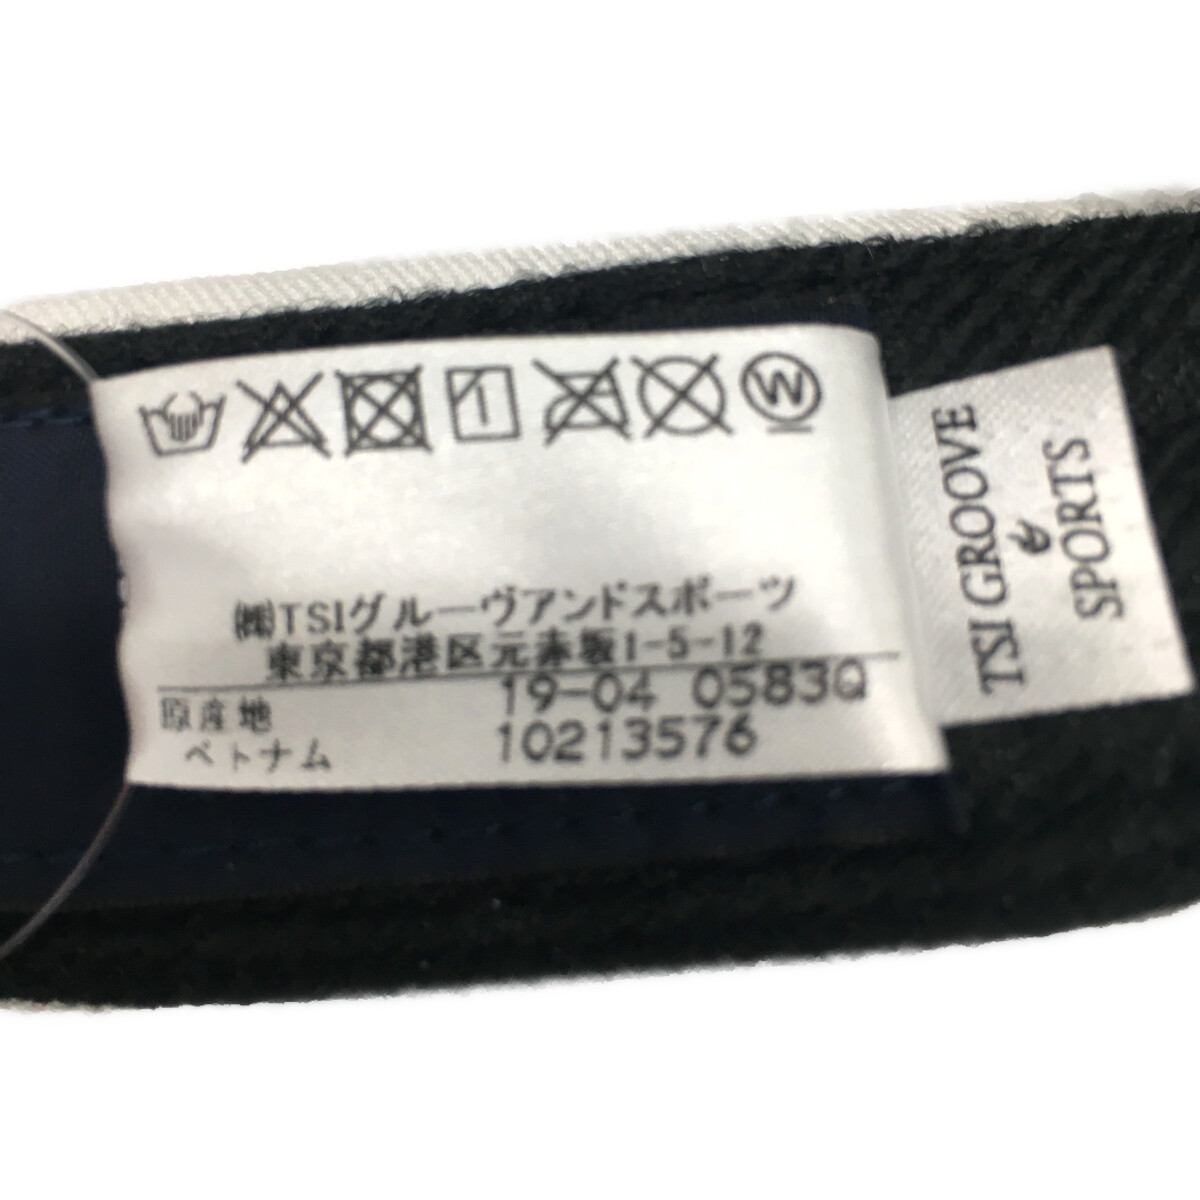 ㈱TSIグルーヴアンドスポーツ
東京都港区元赤坂1-5-12
19-04 0583Q
原産地
ベトナム
10213576
TSI GROOVE
&
SPORTS